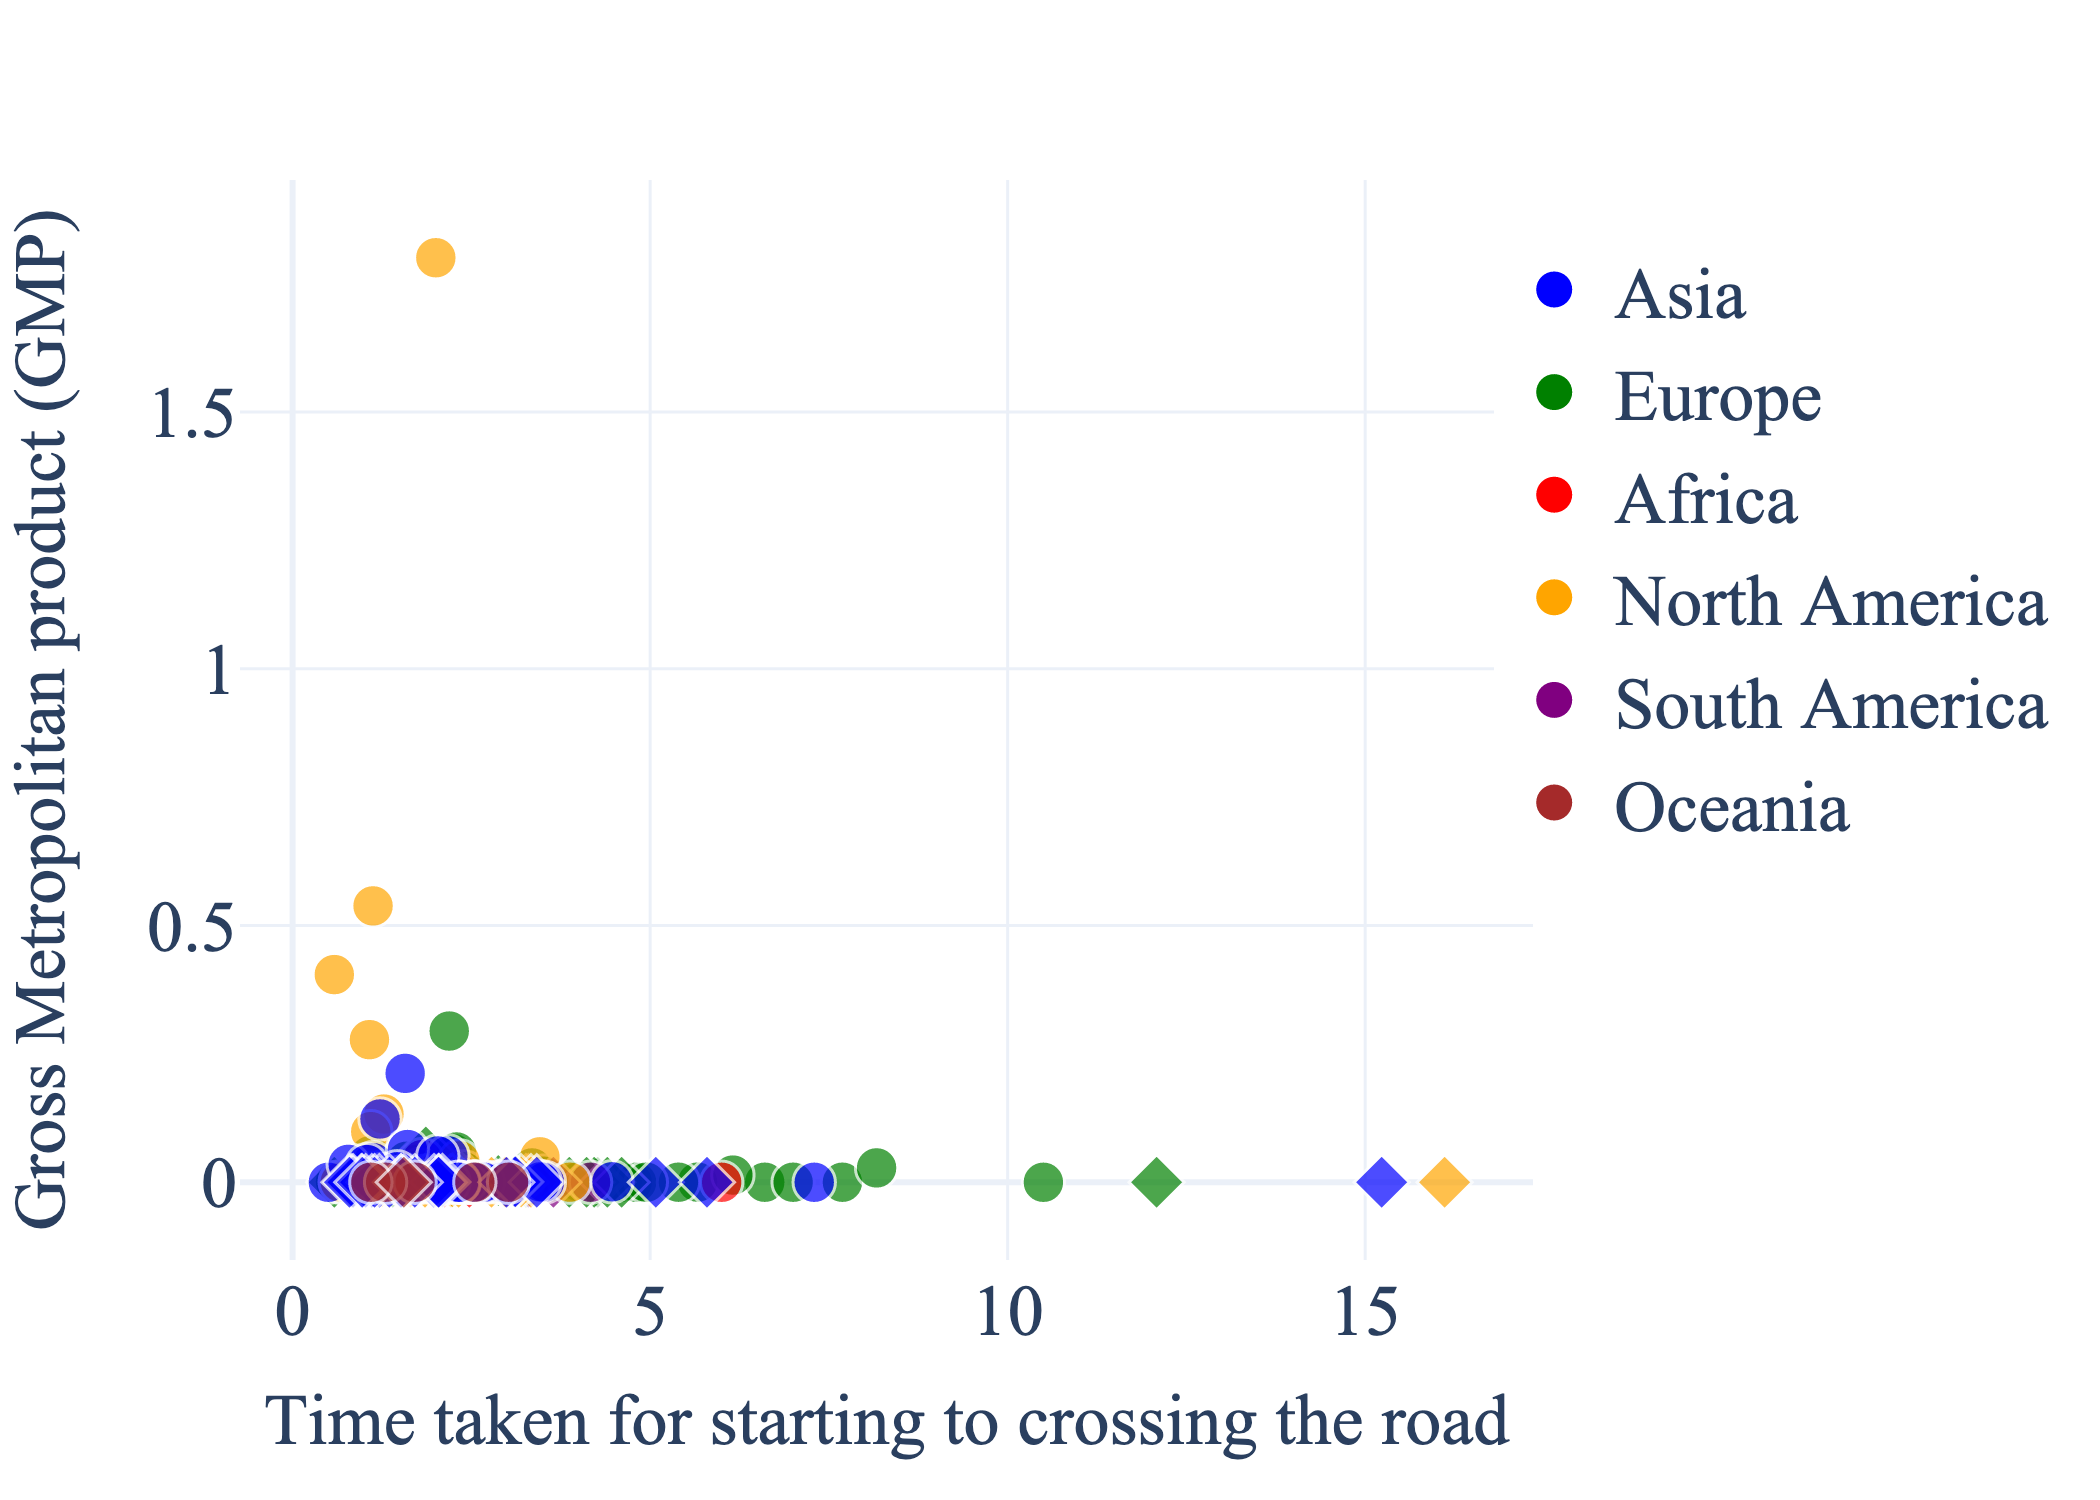 Gross Metropolitan product (GMP)
1.5
1
0.5
0
0
5
10
15
Time taken for starting to crossing the road
Asia
Europe
Africa
North America
South America
Oceania